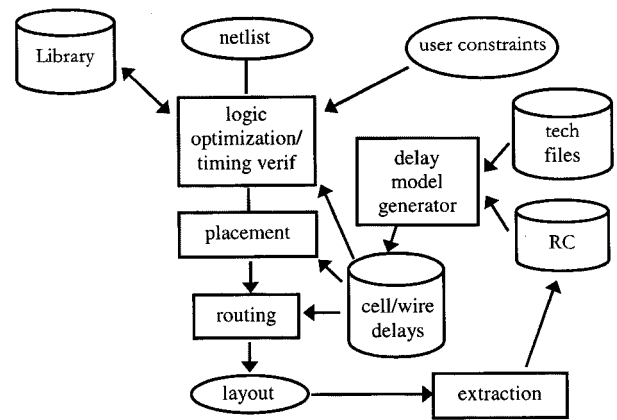 netlist
Library
user constraints
logic
optimization/
timing verif
tech
files
delay
model
generator
placement
RC
cell/wire
delays
routing
layout
extraction